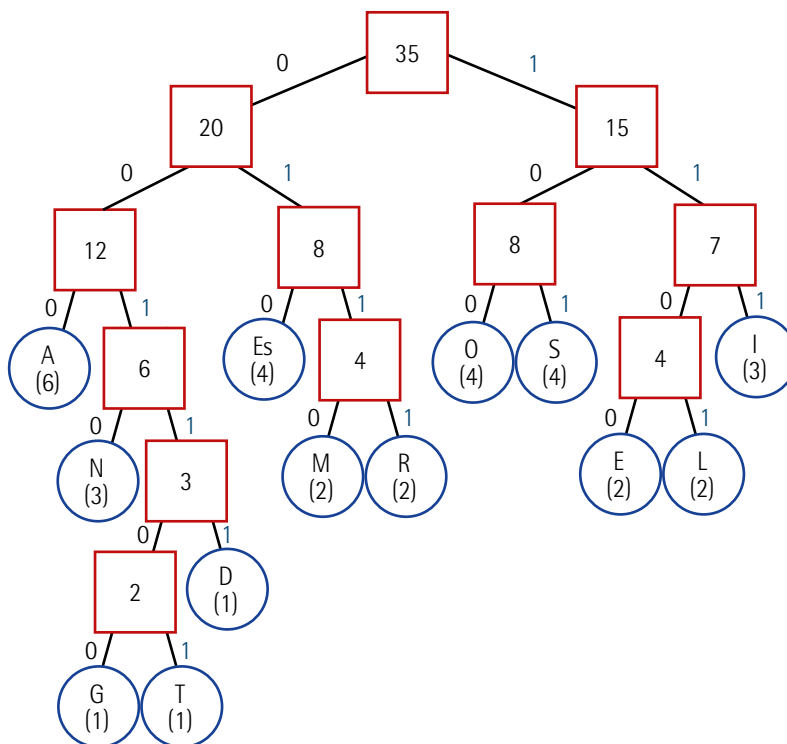 35
0 1
20 15
0 1 0 1
12 8 8 7
0 1 0 1 0 1 0 1
A
(6)
6
Es
(4)
4
O
(4)
S
(4)
4
I
(3)
0 1 0 1 0 1
N
(3)
3
M
(2)
R
(2)
E
(2)
L
(2)
0 1
2
D
(1)
0 1
G
(1)
T
(1)